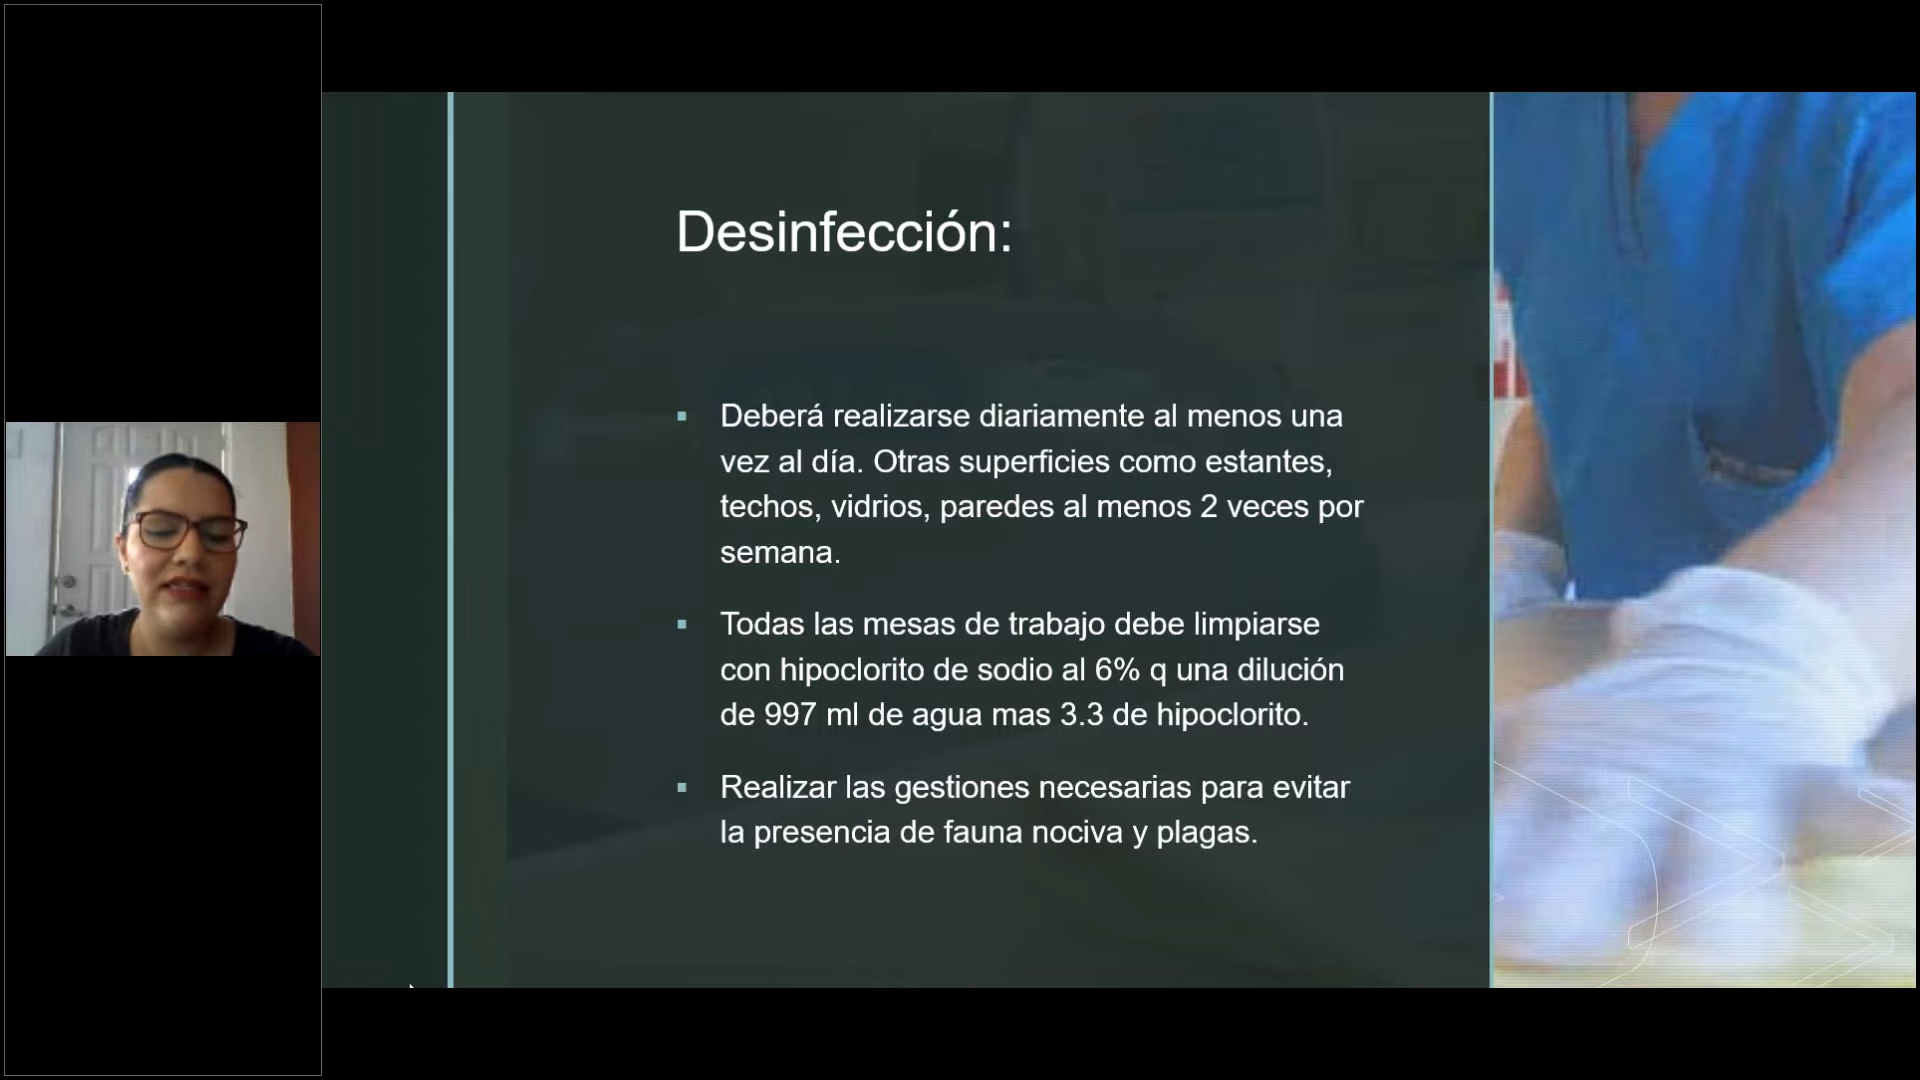 Desinfección:
Deberá realizarse diariamente al menos una
vez al día. Otras superficies como estantes,
techos, vidrios, paredes al menos 2 veces por
semana.
Todas las mesas de trabajo debe limpiarse
con hipoclorito de sodio al 6% q una dilución
de 997 ml de agua mas 3.3 de hipoclorito.
Realizar las gestiones necesarias para evitar
la presencia de fauna nociva y plagas.